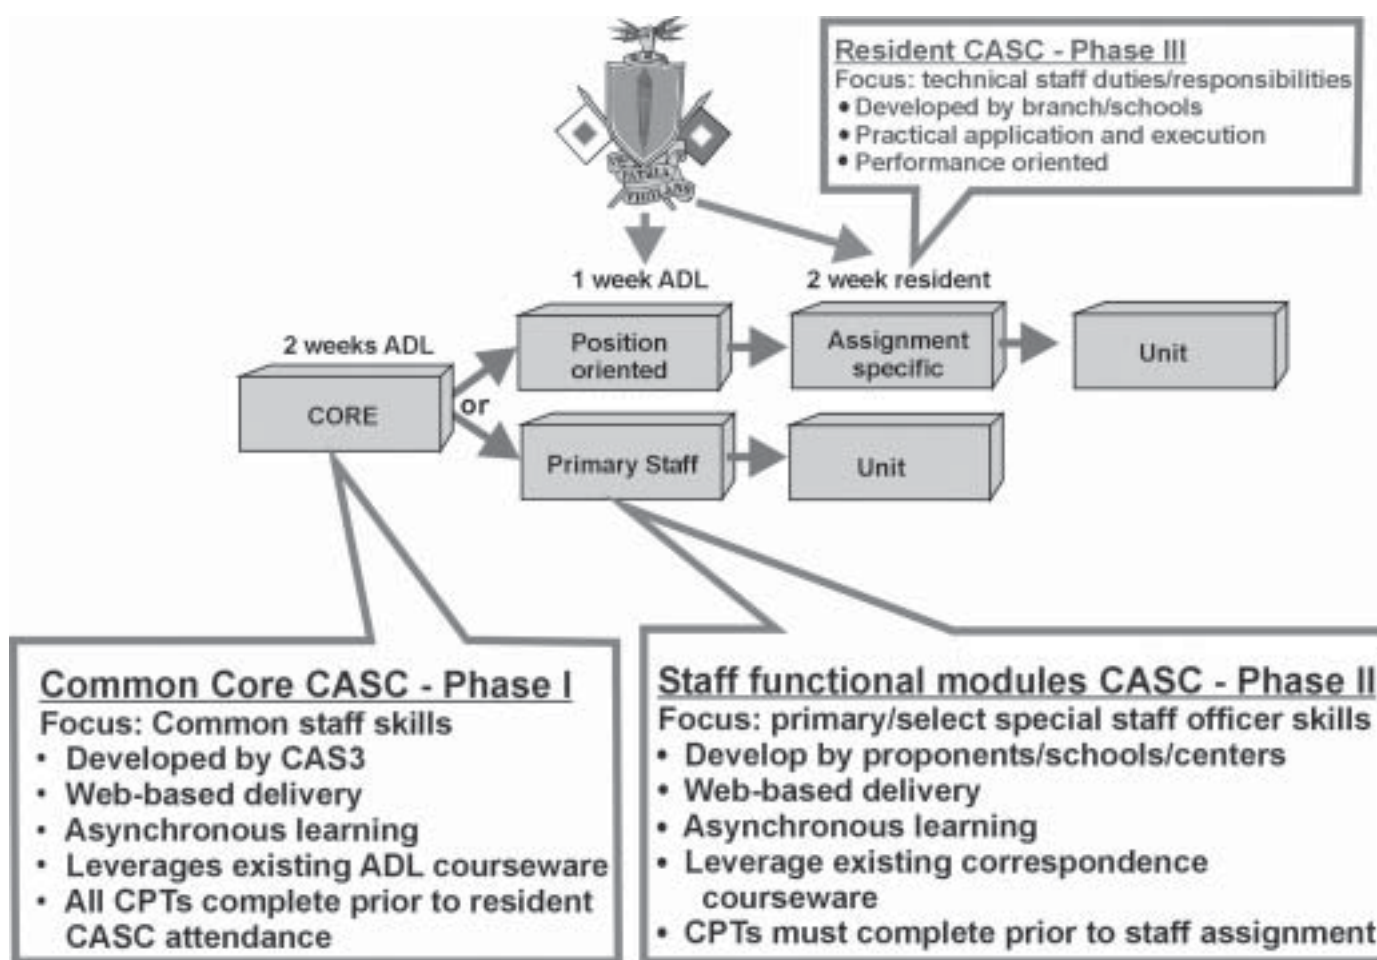 Resident CASC - Phase III
Focus: technical staff duties/responsibilities
• Developed by branch/schools
• Practical application and execution
• Performance oriented
PATRIA
VIGILANS
1 week ADL
2 week resident
2 weeks ADL
Position
oriented
Assignment
specific
Unit
CORE
or
Primary Staff
Unit
Common Core CASC - Phase I
Focus: Common staff skills
• Developed by CAS3
• Web-based delivery
• Asynchronous learning
• Leverages existing ADL courseware
• All CPTs complete prior to resident
CASC attendance
Staff functional modules CASC - Phase II
Focus: primary/select special staff officer skills
• Develop by proponents/schools/centers
• Web-based delivery
• Asynchronous learning
• Leverage existing correspondence
courseware
• CPTs must complete prior to staff assignment